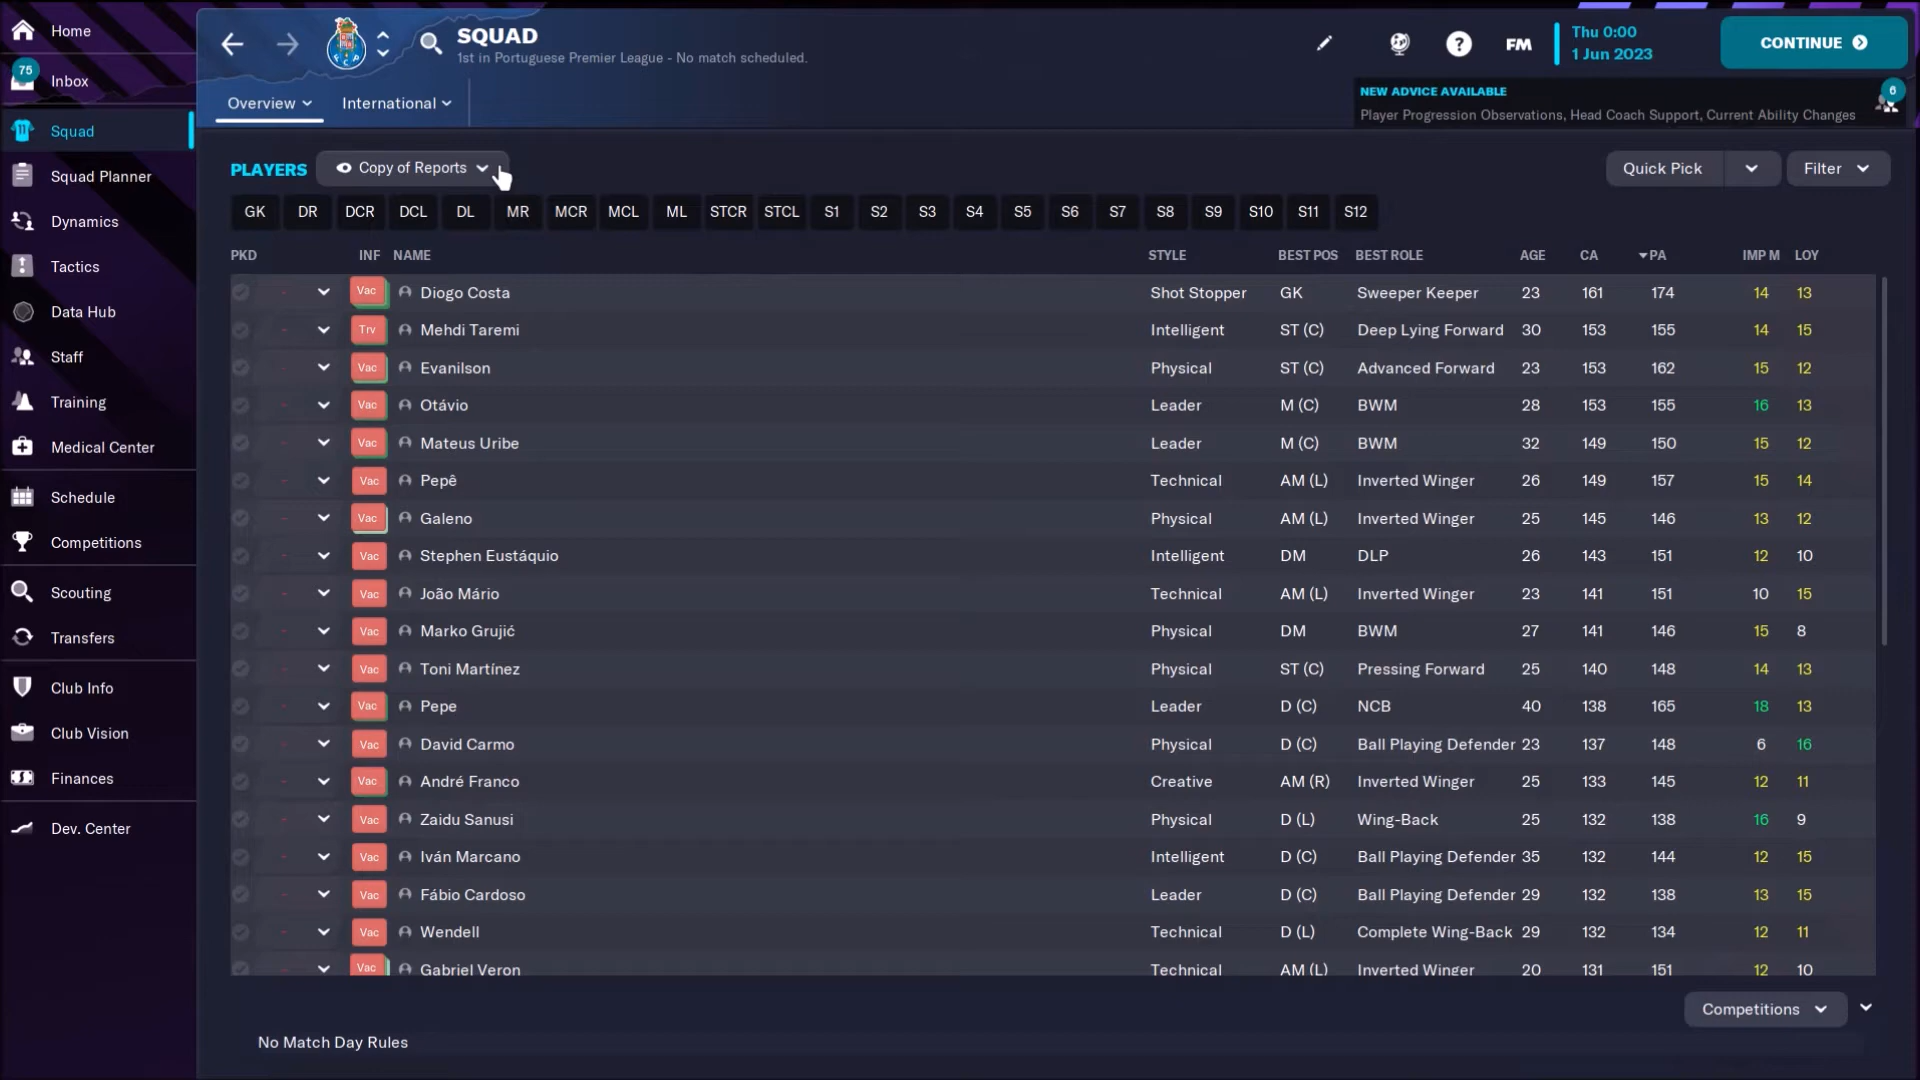 Home
75
Inbox
Squad
Squad Planner
Dynamics
Tactics
Data Hub
Staff
Training
Medical Center
Schedule
Competitions
Scouting
Transfers
Club Info
Club Vision
Finances
Dev. Center
SQUAD
1st in Portuguese Premier League - No match scheduled.
FM
Thu 0:00
1 Jun 2023
CONTINUE
Overview International
NEW ADVICE AVAILABLE
Player Progression Observations, Head Coach Support, Current Ability Changes
6
PLAYERS Copy of Reports Quick Pick Filter
GK DR DCR DCL DL MR MCR MCL ML STCR STCL S1 S2 S3 S4 S5 S6 S7 S8 S9 S10 S11 S12
PKD INF NAME STYLE BEST POS BEST ROLE AGE CA PA IMP M LOY
- Vac Diogo Costa Shot Stopper GK Sweeper Keeper 23 161 174 14 13
- Trv Mehdi Taremi Intelligent ST (C) Deep Lying Forward 30 153 155 14 15
- Vac Evanilson Physical ST (C) Advanced Forward 23 153 162 15 12
- Vac Otávio Leader M (C) BWM 28 153 155 16 13
- Vac Mateus Uribe Leader M (C) BWM 32 149 150 15 12
- Vac Pepê Technical AM (L) Inverted Winger 26 149 157 15 14
- Vac Galeno Physical AM (L) Inverted Winger 25 145 146 13 12
- Vac Stephen Eustáquio Intelligent DM DLP 26 143 151 12 10
- Vac João Mário Technical AM (L) Inverted Winger 23 141 151 10 15
- Vac Marko Grujić Physical DM BWM 27 141 146 15 8
- Vac Toni Martínez Physical ST (C) Pressing Forward 25 140 148 14 13
- Vac Pepe Leader D (C) NCB 40 138 165 18 13
- Vac David Carmo Physical D (C) Ball Playing Defender 23 137 148 6 16
- Vac André Franco Creative AM (R) Inverted Winger 25 133 145 12 11
- Vac Zaidu Sanusi Physical D (L) Wing-Back 25 132 138 16 9
- Vac Iván Marcano Intelligent D (C) Ball Playing Defender 35 132 144 12 15
- Vac Fábio Cardoso Leader D (C) Ball Playing Defender 29 132 138 13 15
- Vac Wendell Technical D (L) Complete Wing-Back 29 132 134 12 11
- Vac Gabriel Veron Technical AM (L) Inverted Winger 20 131 151 12 10
Competitions
No Match Day Rules